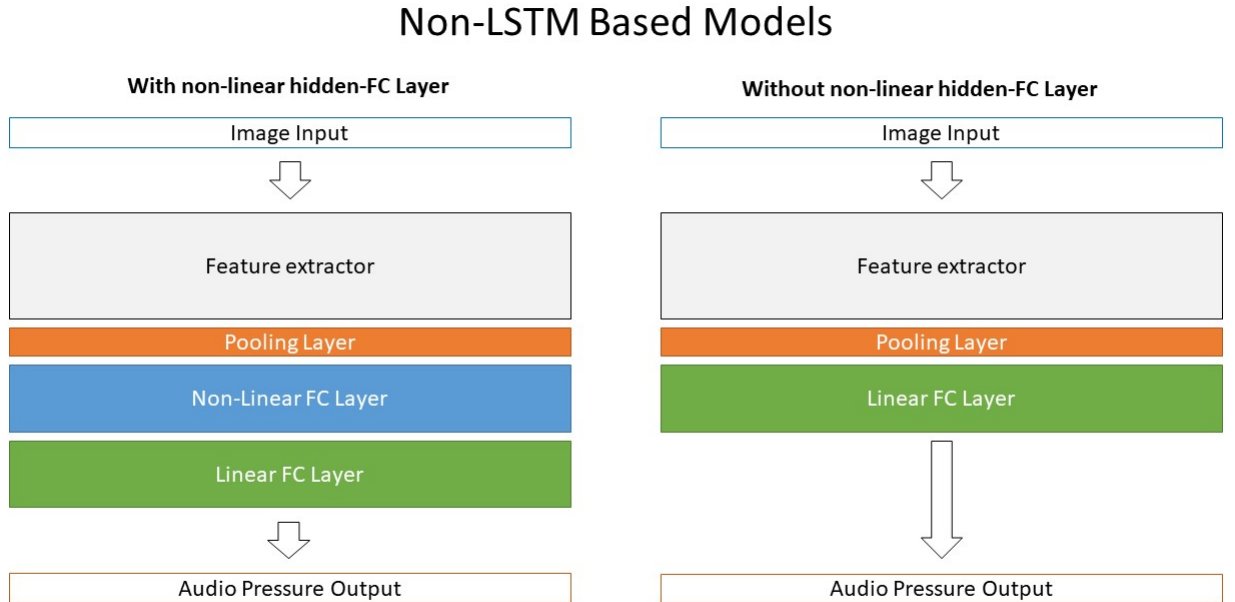 Non-LSTM Based Models
With non-linear hidden-FC Layer
Image Input
Feature extractor
Pooling Layer
Non-Linear FC Layer
Linear FC Layer
Audio Pressure Output
Without non-linear hidden-FC Layer
Image Input
Feature extractor
Pooling Layer
Linear FC Layer
Audio Pressure Output